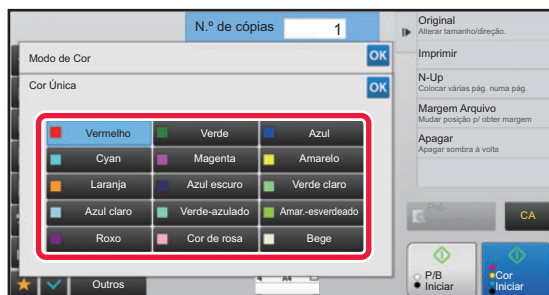 N.º de cópias 1
Modo de Cor OK
Cor Única OK
Vermelho Verde Azul
Cyan Magenta Amarelo
Laranja Azul escuro Verde claro
Azul claro Verde-azulado Amar.-esverdeado
Roxo Cor de rosa Bege
Outros
A4
Original
Alterar tamanho/direção.
Imprimir
N-Up
Colocar várias pág. numa pág.
Margem Arquivo
Mudar posição p/ obter margem
Apagar
Apagar sombra à volta
Pré-
CA
P/B
Iniciar
Cor
Iniciar